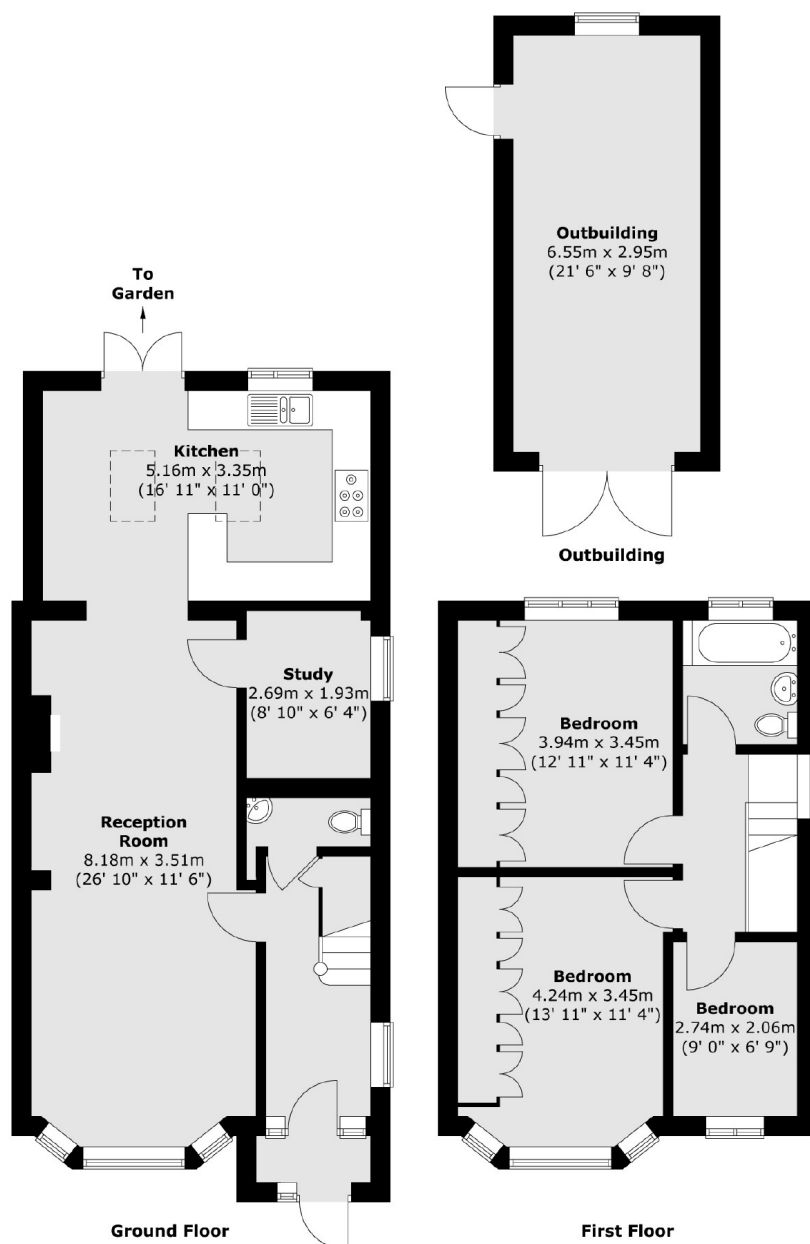 Outbuilding
6.55m x 2.95m
(21' 6" x 9' 8")
Outbuilding
To
Garden
Kitchen
5.16m x 3.35m
(16' 11" x 11' 0")
Study
2.69m x 1.93m
(8' 10" x 6' 4")
Reception
Room
8.18m x 3.51m
(26' 10" x 11' 6")
Ground Floor
Bedroom
3.94m x 3.45m
(12' 11" x 11' 4")
Bedroom
4.24m x 3.45m
(13' 11" x 11' 4")
Bedroom
2.74m x 2.06m
(9' 0" x 6' 9")
First Floor